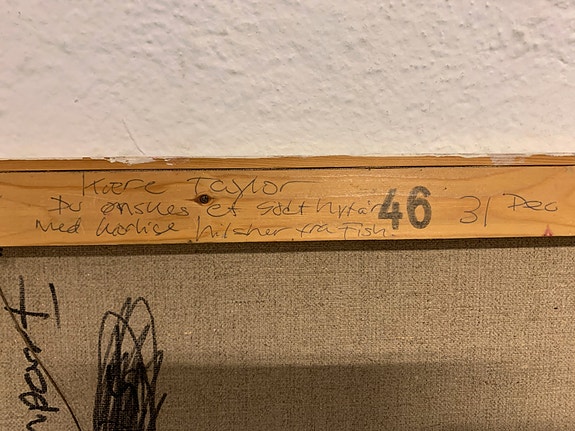 Kære Taylor
Du ønskes et godt nytår 46 31 Dec
Med kærlige hilsner fra Fish.